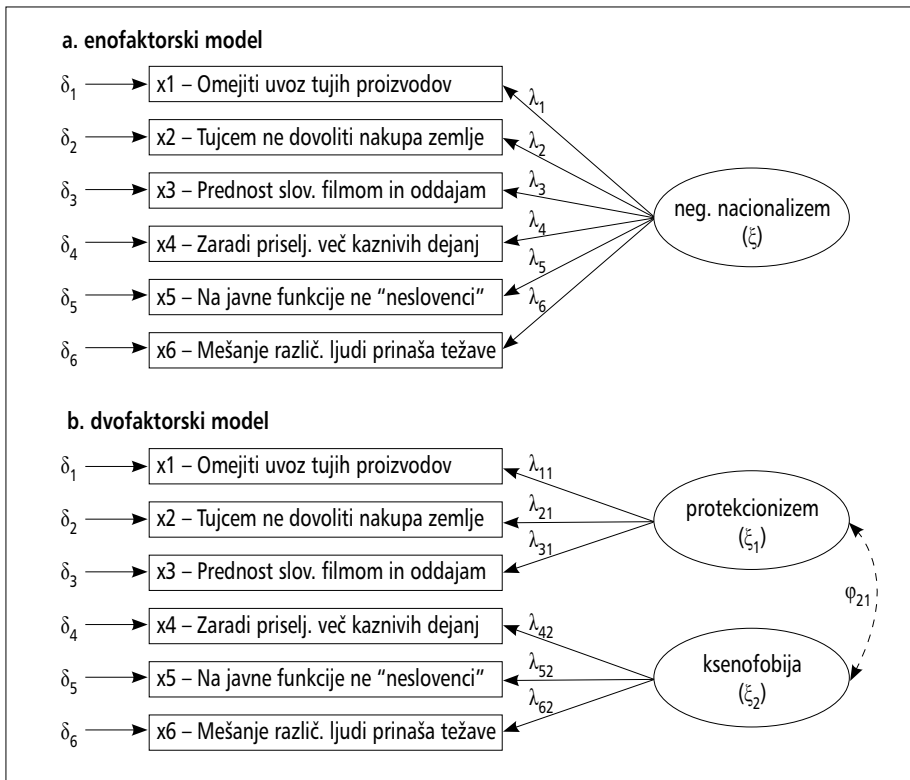 a. enofaktorski model
δ1 x1 – Omejiti uvoz tujih proizvodov λ1
δ2 x2 – Tujcem ne dovoliti nakupa zemlje λ2
δ3 x3 – Prednost slov. filmom in oddajam λ3
neg. nacionalizem
(ξ)
δ4 x4 – Zaradi priselj. več kaznivih dejanj λ4
δ5 x5 – Na javne funkcije ne “neslovenci” λ5
δ6 x6 – Mešanje različ. ljudi prinaša težave λ6
b. dvofaktorski model
δ1 x1 – Omejiti uvoz tujih proizvodov λ11
δ2 x2 – Tujcem ne dovoliti nakupa zemlje λ21
protekcionizem
(ξ1)
δ3 x3 – Prednost slov. filmom in oddajam λ31
φ21
δ4 x4 – Zaradi priselj. več kaznivih dejanj λ42
δ5 x5 – Na javne funkcije ne “neslovenci” λ52
ksenofobija
(ξ2)
δ6 x6 – Mešanje različ. ljudi prinaša težave λ62